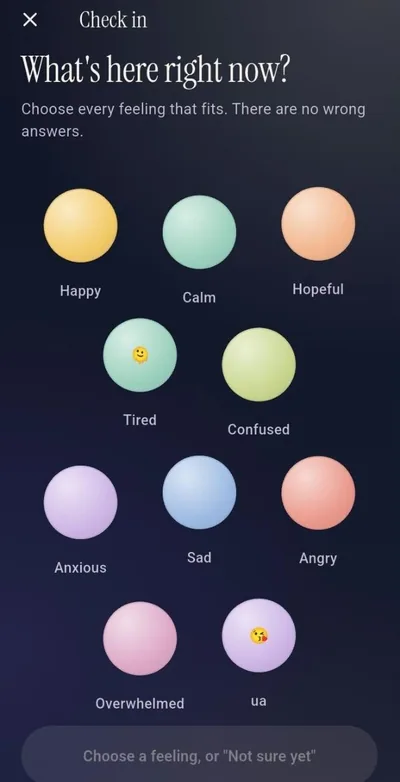 Check in
What's here right now?
Choose every feeling that fits. There are no wrong
answers.
Happy
Calm
Hopeful
Tired
Confused
Anxious
Sad
Angry
Overwhelmed
ua
Choose a feeling, or "Not sure yet"